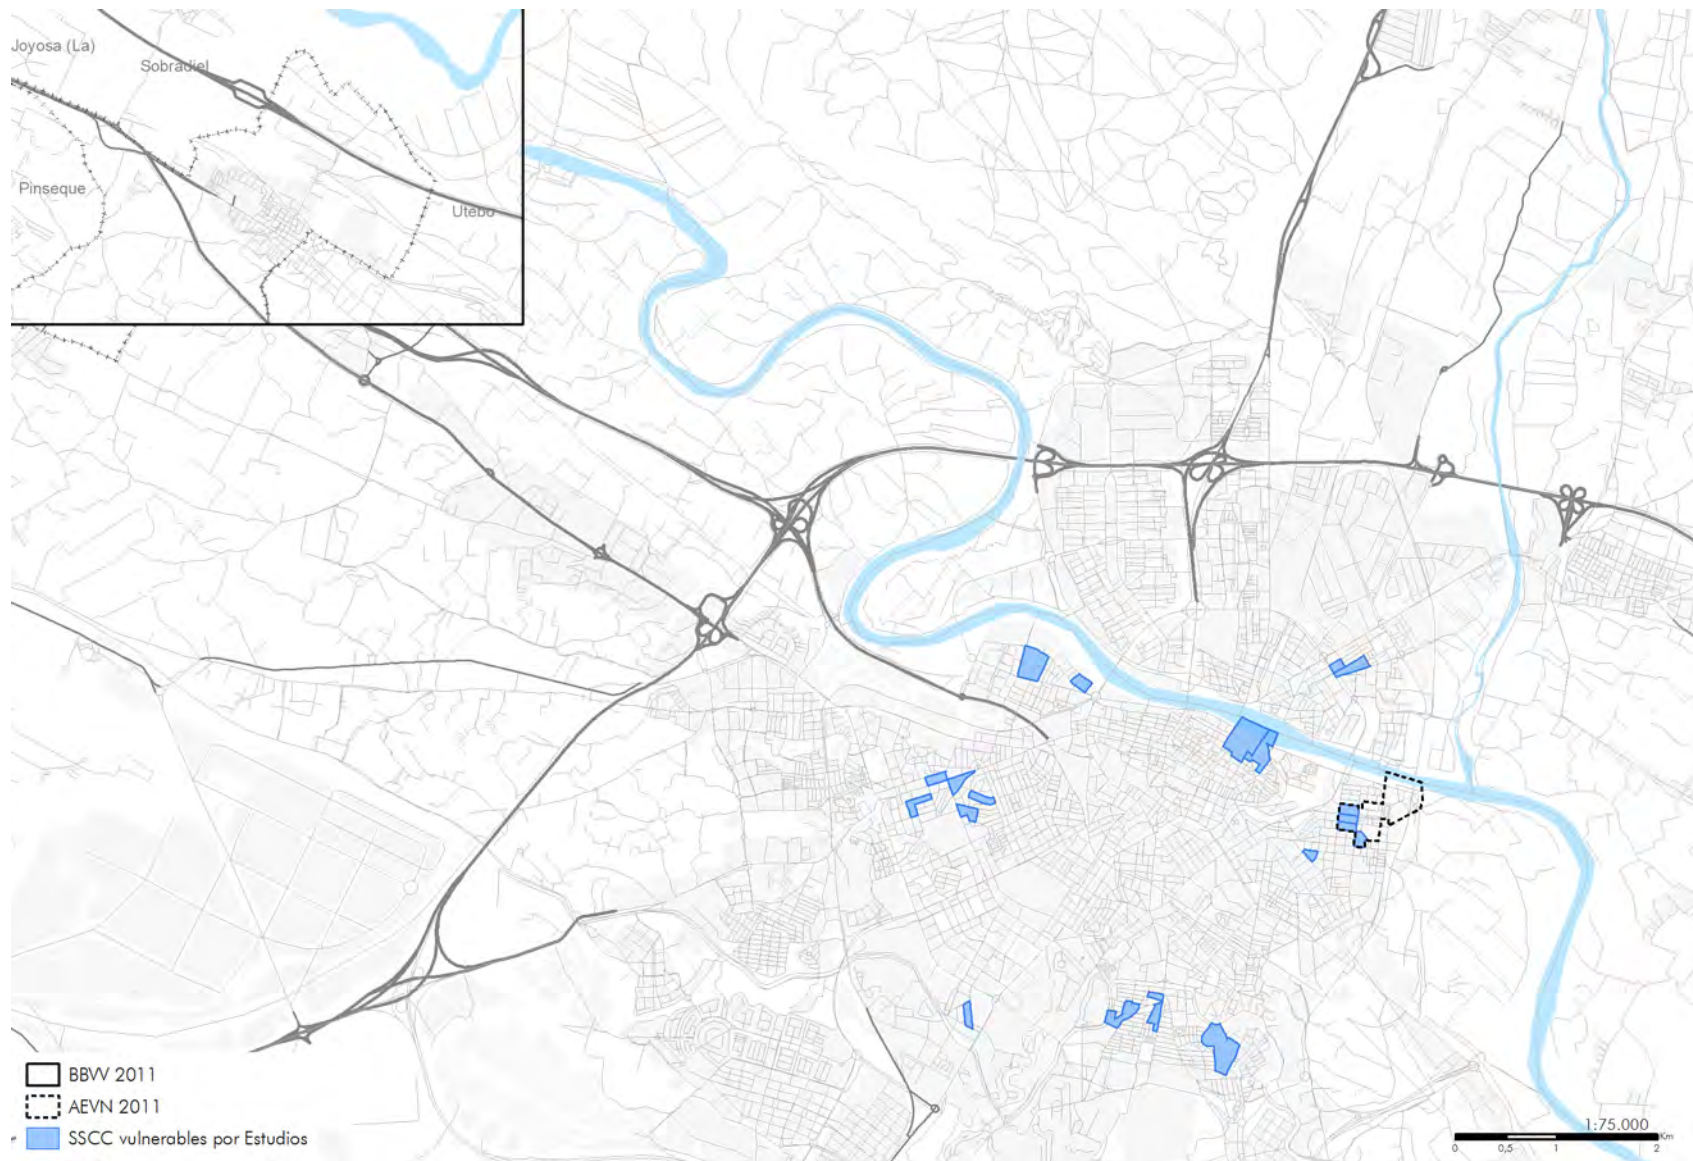 Joyosa (La)
Sobradiel
Pinseque
Utebo
BBVV 2011
AEVN 2011
SSCC vulnerables por Estudios
1:75.000
Km
0 0,5 1 2